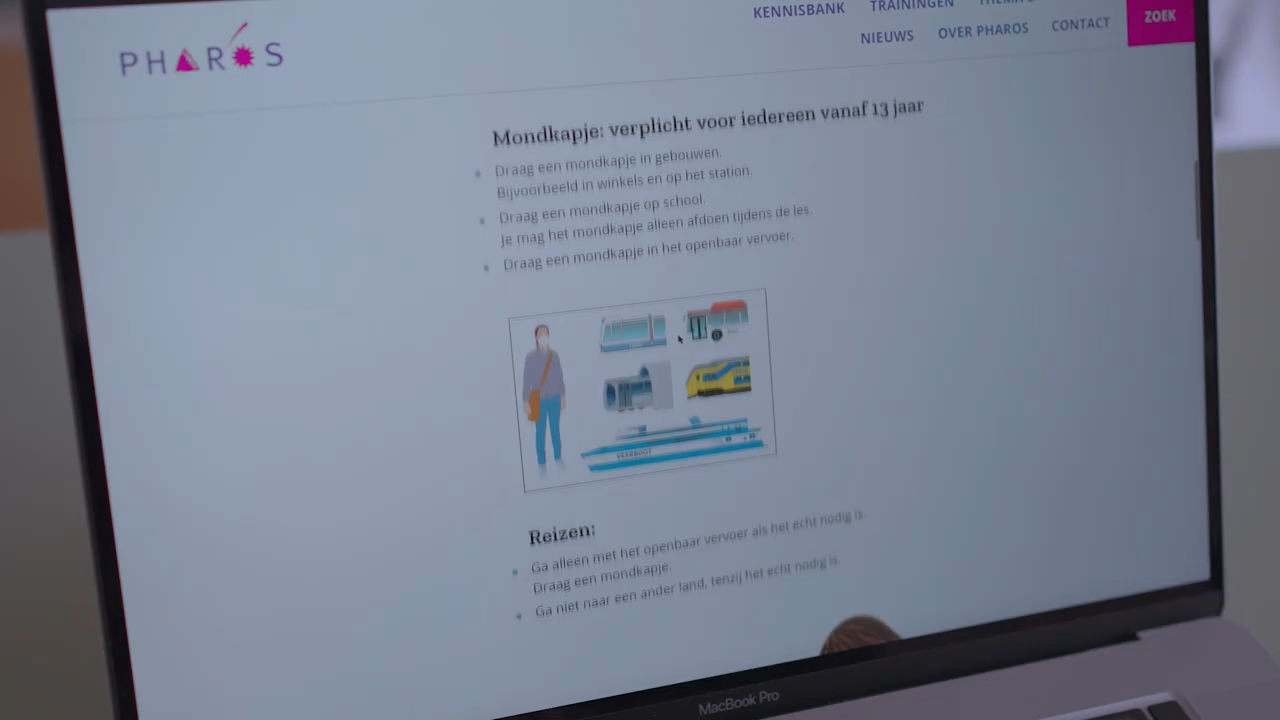 PHAROS
KENNISBANK
TRAININGEN
NIEUWS
OVER PHAROS
CONTACT
ZOEK
Mondkapje: verplicht voor iedereen vanaf 13 jaar
Draag een mondkapje in gebouwen.
Bijvoorbeeld in winkels en op het station.
Draag een mondkapje op school.
Je mag het mondkapje alleen afdoen tijdens de les.
Draag een mondkapje in het openbaar vervoer.
VEERBOOT
Reizen:
Ga alleen met het openbaar vervoer als het echt nodig is.
Draag een mondkapje.
Ga niet naar een ander land, tenzij het echt nodig is.
MacBook Pro